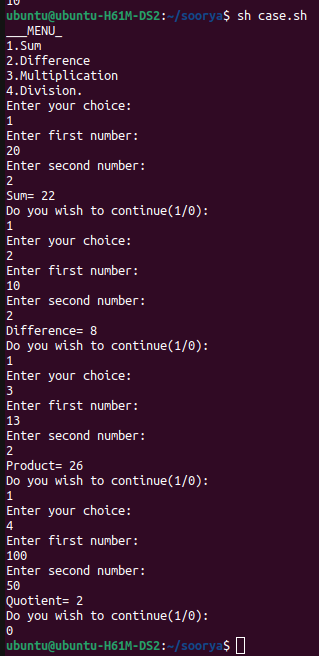 10
ubuntu@ubuntu-H61M-DS2:~/soorya$ sh case.sh
___MENU_
1.Sum
2.Difference
3.Multiplication
4.Division.
Enter your choice:
1
Enter first number:
20
Enter second number:
2
Sum= 22
Do you wish to continue(1/0):
1
Enter your choice:
2
Enter first number:
10
Enter second number:
2
Difference= 8
Do you wish to continue(1/0):
1
Enter your choice:
3
Enter first number:
13
Enter second number:
2
Product= 26
Do you wish to continue(1/0):
1
Enter your choice:
4
Enter first number:
100
Enter second number:
50
Quotient= 2
Do you wish to continue(1/0):
0
ubuntu@ubuntu-H61M-DS2:~/soorya$